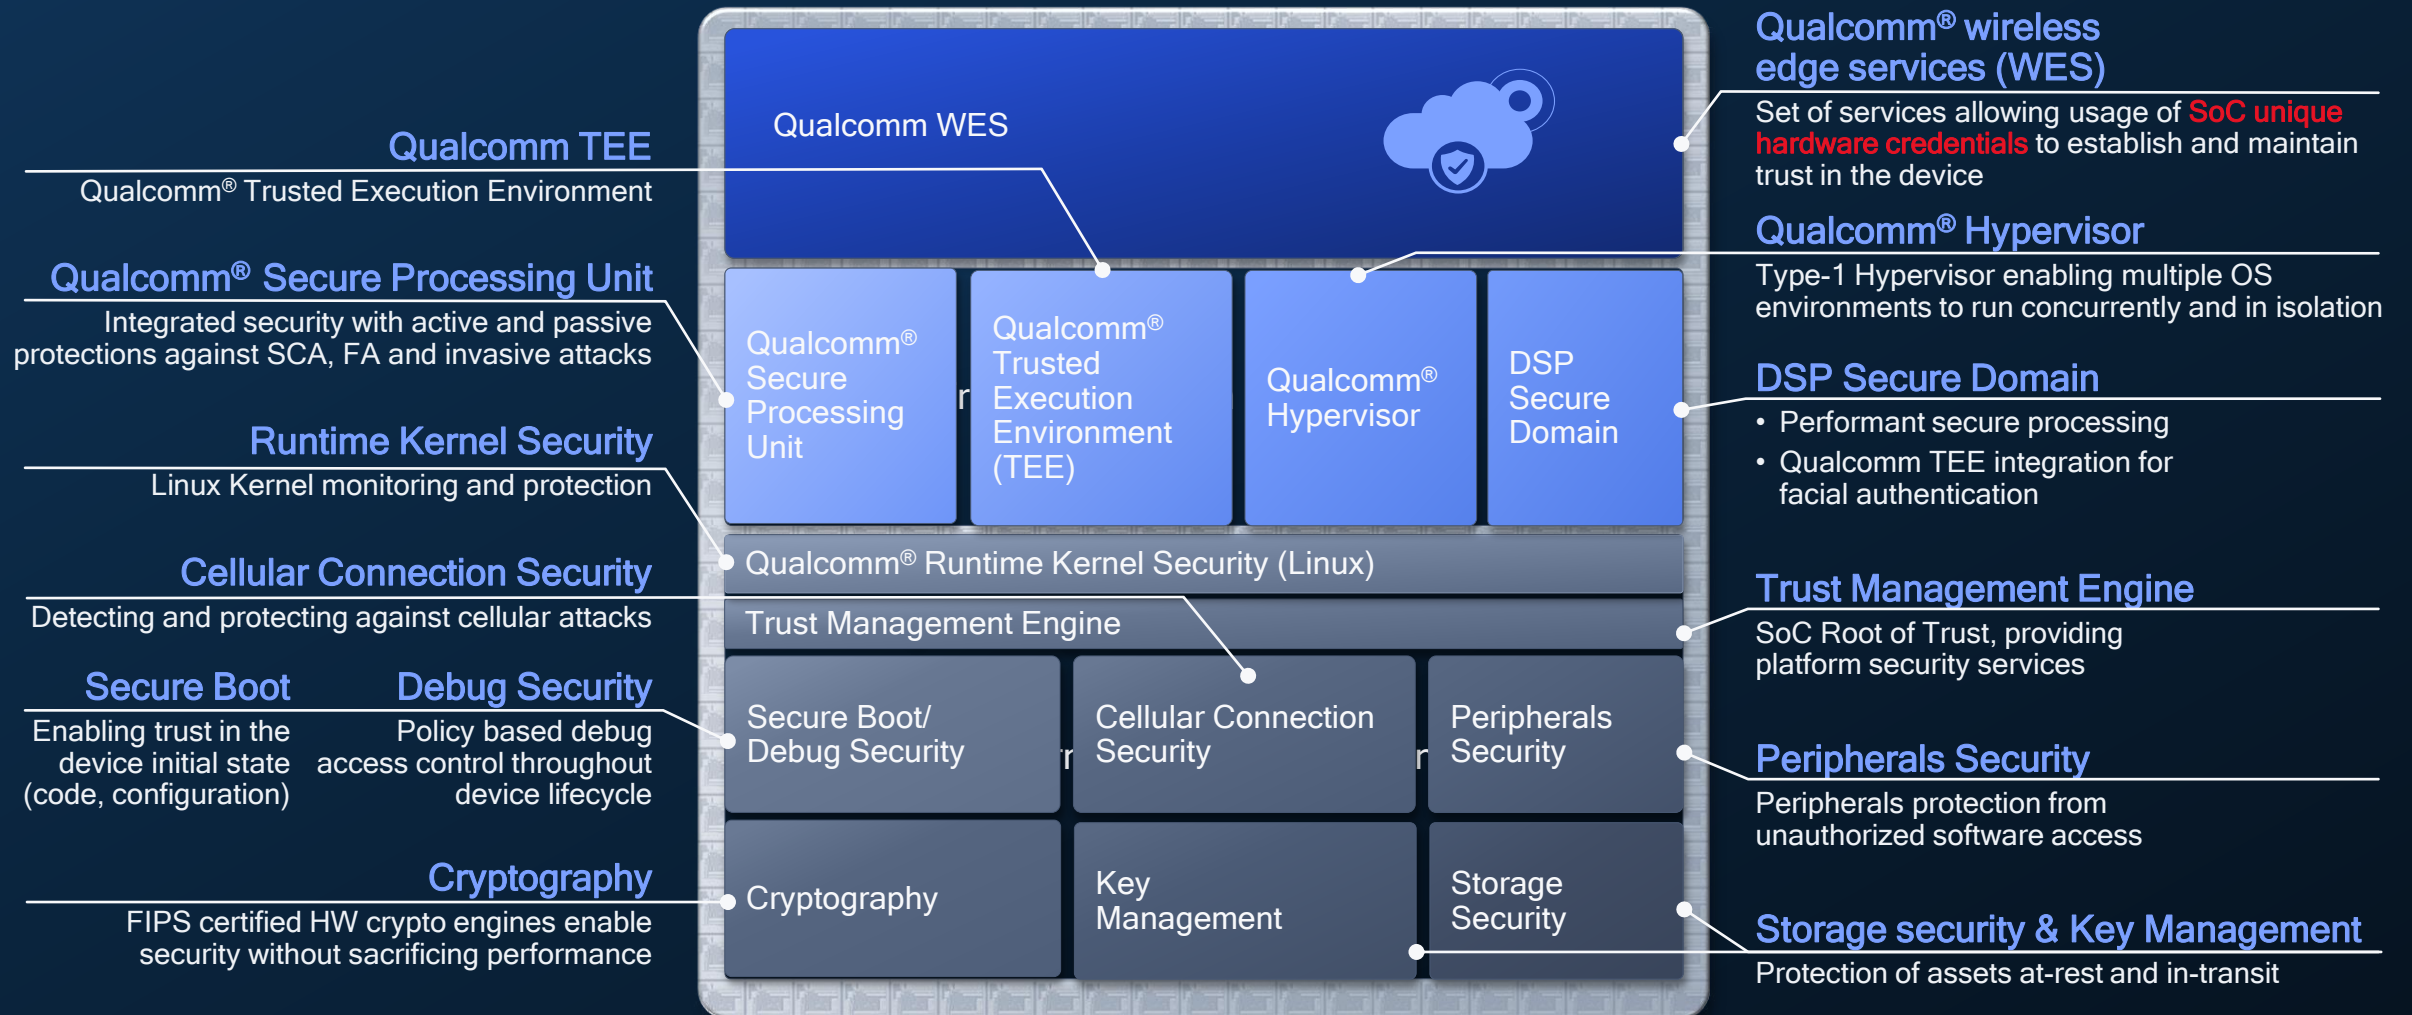 Qualcomm TEE
Qualcomm® Trusted Execution Environment
Qualcomm® Secure Processing Unit
Integrated security with active and passive
protections against SCA, FA and invasive attacks
Runtime Kernel Security
Linux Kernel monitoring and protection
Cellular Connection Security
Detecting and protecting against cellular attacks
Secure Boot
Enabling trust in the
device initial state
(code, configuration)
Debug Security
Policy based debug
access control throughout
device lifecycle
Cryptography
FIPS certified HW crypto engines enable
security without sacrificing performance
Qualcomm WES
Qualcomm®
Secure
Processing
Unit
Qualcomm®
Trusted
Execution
Environment
(TEE)
Qualcomm®
Hypervisor
DSP
Secure
Domain
Qualcomm® Runtime Kernel Security (Linux)
Trust Management Engine
Secure Boot/
Debug Security
Cellular Connection
Security
Peripherals
Security
Cryptography
Key
Management
Storage
Security
Qualcomm® wireless
edge services (WES)
Set of services allowing usage of SoC unique
hardware credentials to establish and maintain
trust in the device
Qualcomm® Hypervisor
Type-1 Hypervisor enabling multiple OS
environments to run concurrently and in isolation
DSP Secure Domain
• Performant secure processing
• Qualcomm TEE integration for
facial authentication
Trust Management Engine
SoC Root of Trust, providing
platform security services
Peripherals Security
Peripherals protection from
unauthorized software access
Storage security & Key Management
Protection of assets at-rest and in-transit